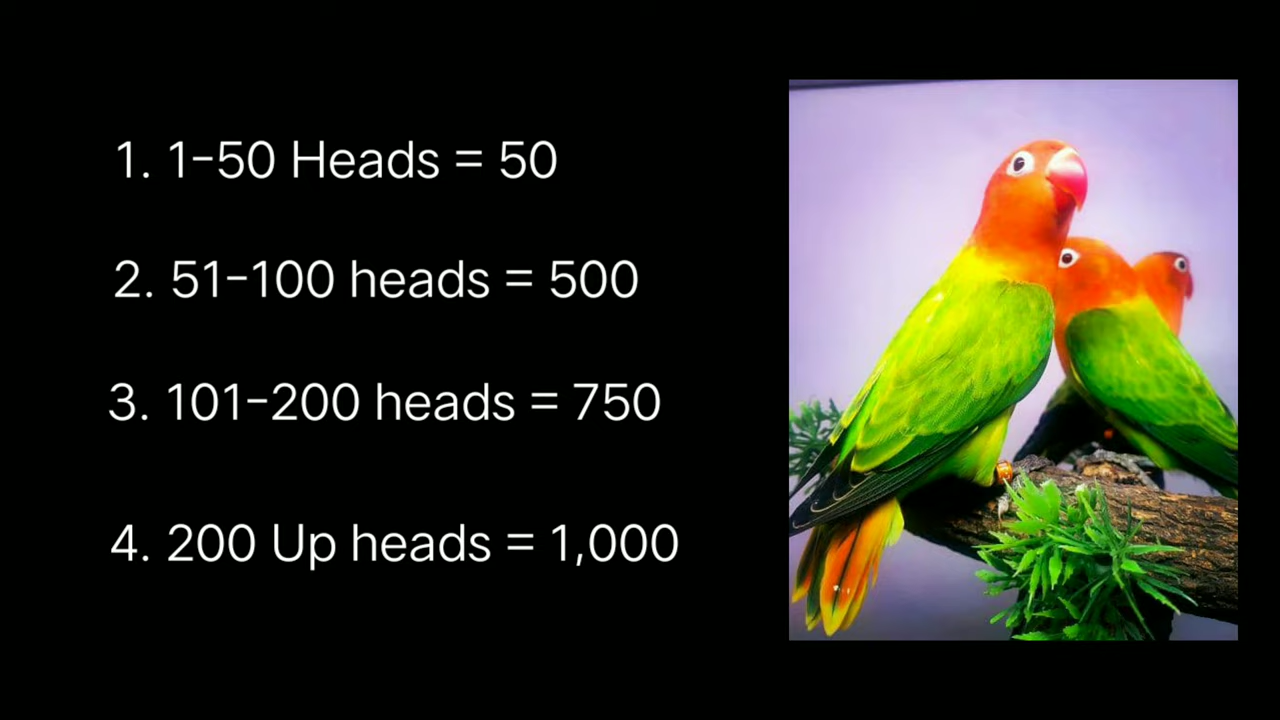 1. 1-50 Heads = 50
2. 51-100 heads = 500
3. 101-200 heads = 750
4. 200 Up heads = 1,000